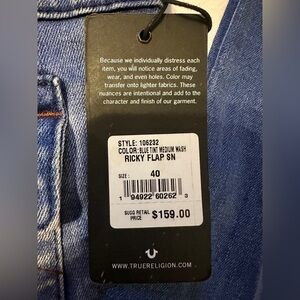 Because we individually distress each
item, you will notice areas of fading,
wear, and even holes. Color may
transfer onto lighter fabrics. These
nuances are intentional and add to the
character and finish of our garment.
STYLE: 106232
COLOR: BLUE TINT MEDIUM WASH
RICKY FLAP SN
SIZE : 40
1 94922 60262 3
SUGG RETAIL
PRICE $159.00
WWW.TRUERELIGION.COM